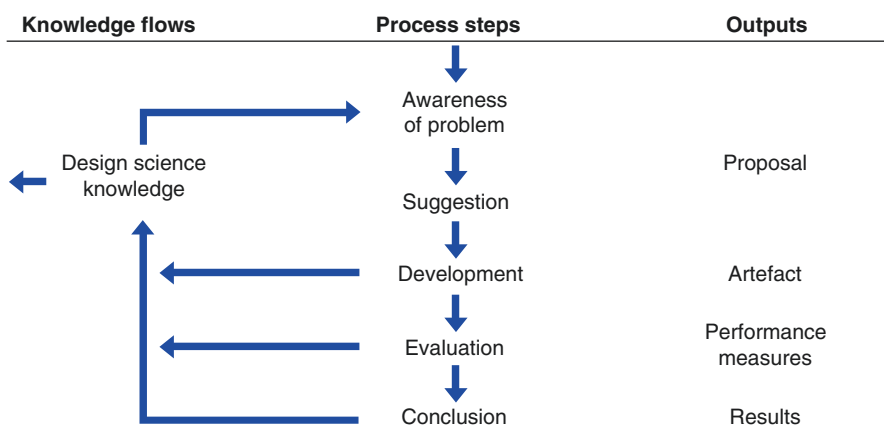 Knowledge flows
Process steps
Outputs
Awareness
of problem
Design science
knowledge
Proposal
Suggestion
Development
Artefact
Evaluation
Performance
measures
Conclusion
Results